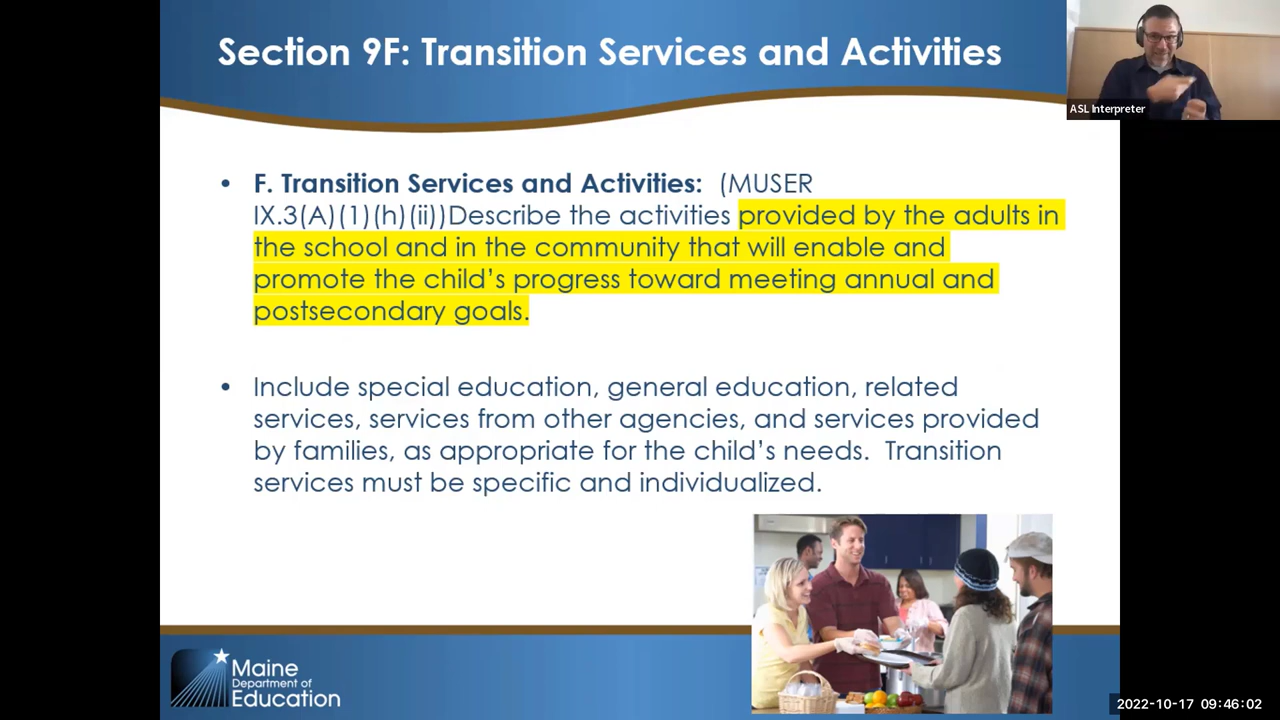 Section 9F: Transition Services and Activities
ASL Interpreter
• F. Transition Services and Activities:  (MUSER
IX.3(A)(1)(h)(ii))Describe the activities provided by the adults in
the school and in the community that will enable and
promote the child’s progress toward meeting annual and
postsecondary goals.
• Include special education, general education, related
services, services from other agencies, and services provided
by families, as appropriate for the child’s needs.  Transition
services must be specific and individualized.
Maine
Department of
Education
2022-10-17 09:46:02